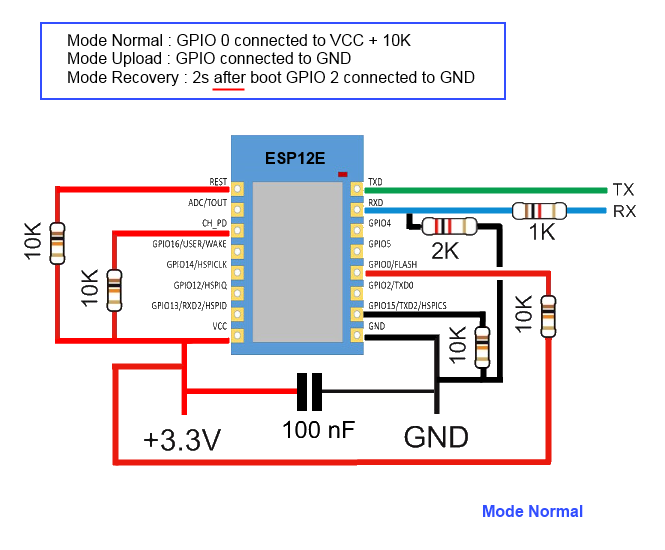 Mode Normal : GPIO 0 connected to VCC + 10K
Mode Upload : GPIO connected to GND
Mode Recovery : 2s after boot GPIO 2 connected to GND
ESP12E
REST
TXD
TX
ADC/TOUT
RXD
RX
CH_PD
GPIO4
1K
GPIO16/USER/WAKE
GPIO5
2K
10K
GPIO14/HSPICLK
GPIO0/FLASH
10K
GPIO12/HSPIQ
GPIO2/TXD0
GPIO13/RXD2/HSPID
GPIO15/TXD2/HSPICS
10K
VCC
GND
10K
+3.3V
100 nF
GND
Mode Normal